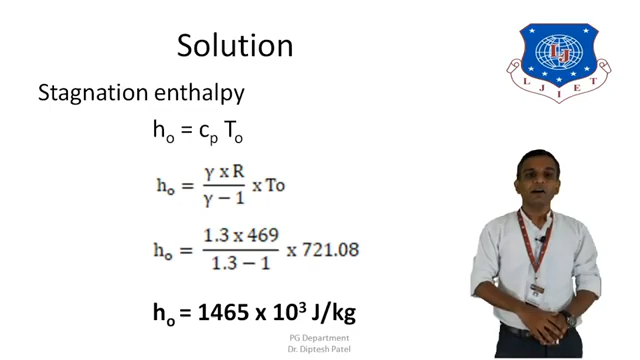 Solution
LJ
LJIET
Stagnation enthalpy
hₒ = cₚ Tₒ
hₒ = γ x R / γ − 1 x To
hₒ = 1.3 x 469 / 1.3 − 1 x 721.08
hₒ = 1465 x 10³ J/kg
PG Department
Dr. Diptesh Patel